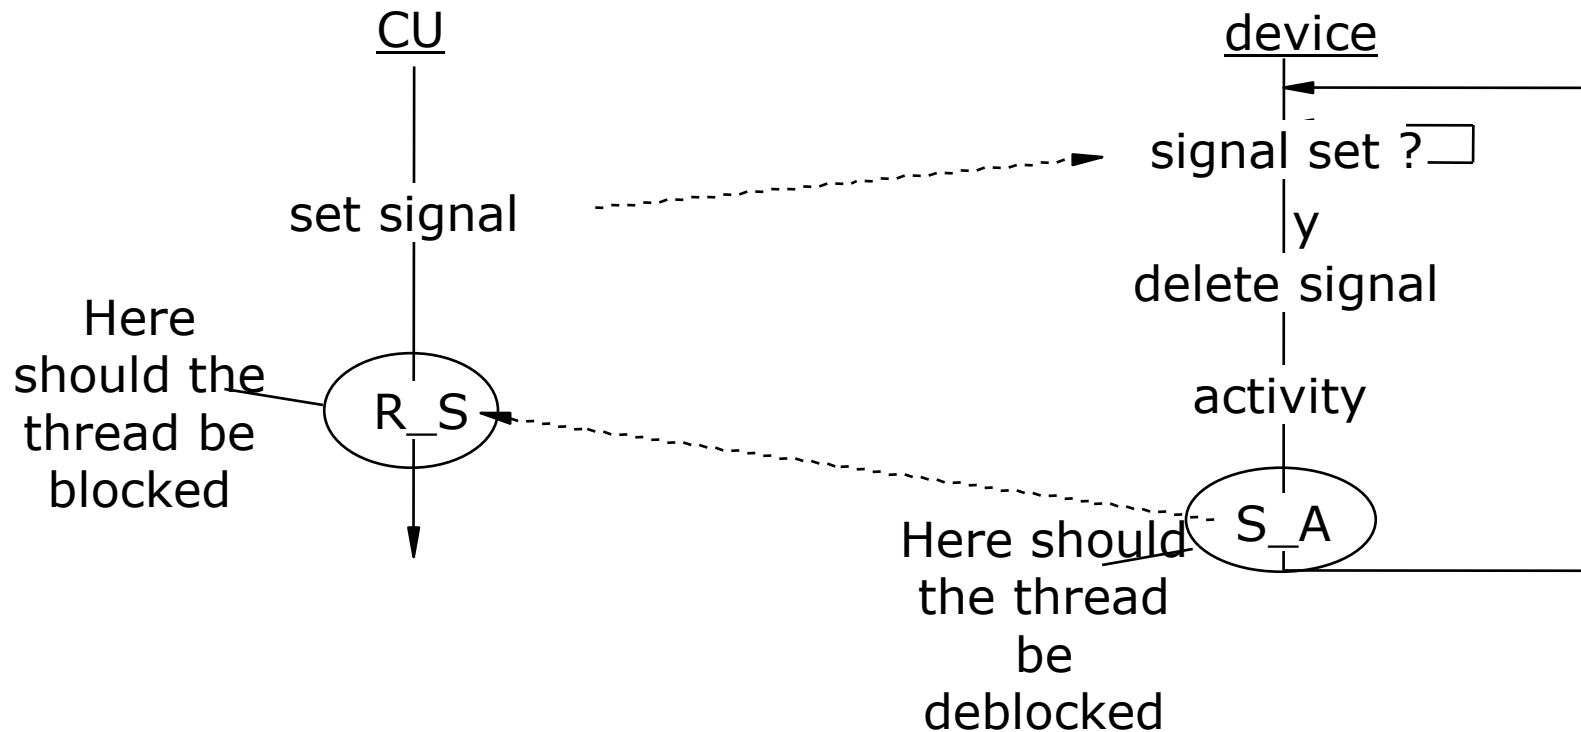 CU
device
signal set ?
set signal
y
delete signal
Here
should the
thread be
blocked
R_S
activity
S_A
Here should
the thread
be
deblocked